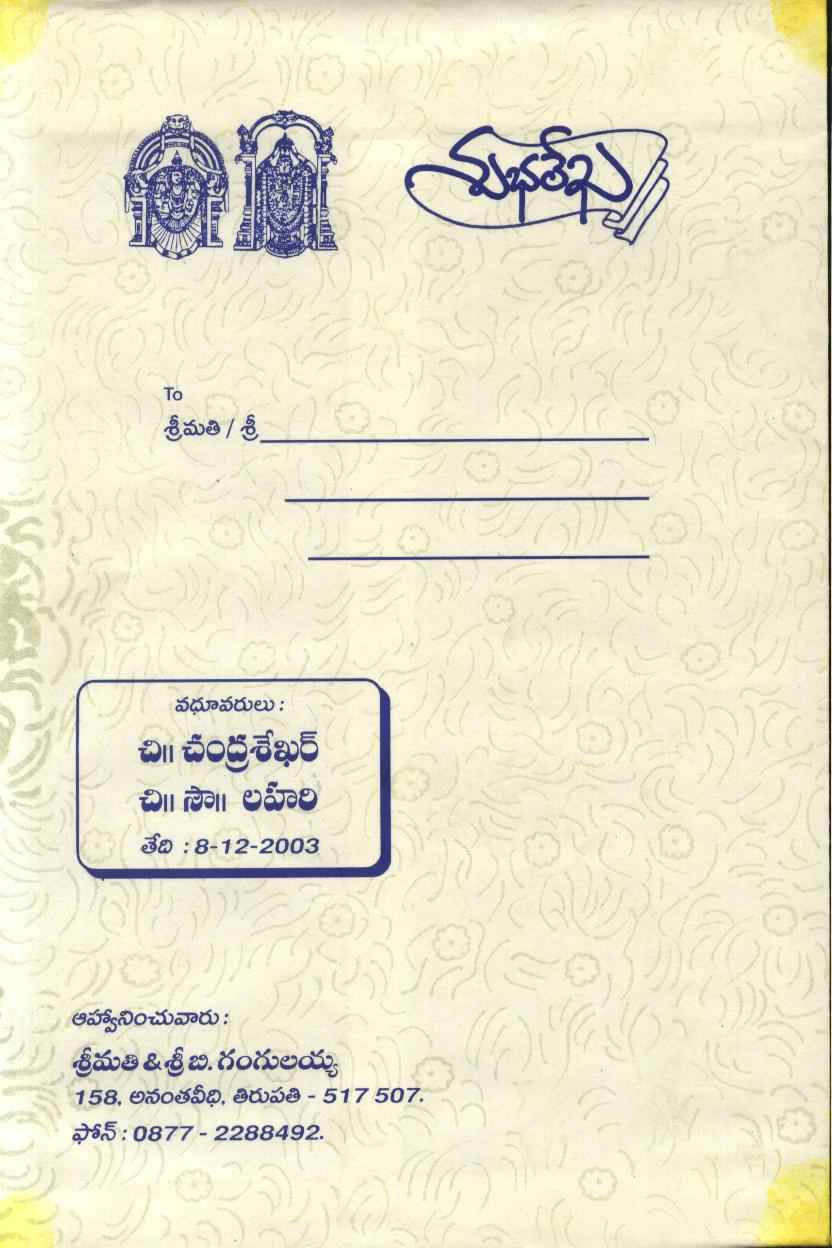 శుభలేఖ
To
శ్రీమతి / శ్రీ
వధూవరులు :
చి॥ చంద్రశేఖర్
చి॥ సౌ॥ లహరి
తేది : 8-12-2003
ఆహ్వానించువారు :
శ్రీమతి & శ్రీ బి. గంగులయ్య
158, అనంతవీధి, తిరుపతి - 517 507.
ఫోన్ : 0877 - 2288492.